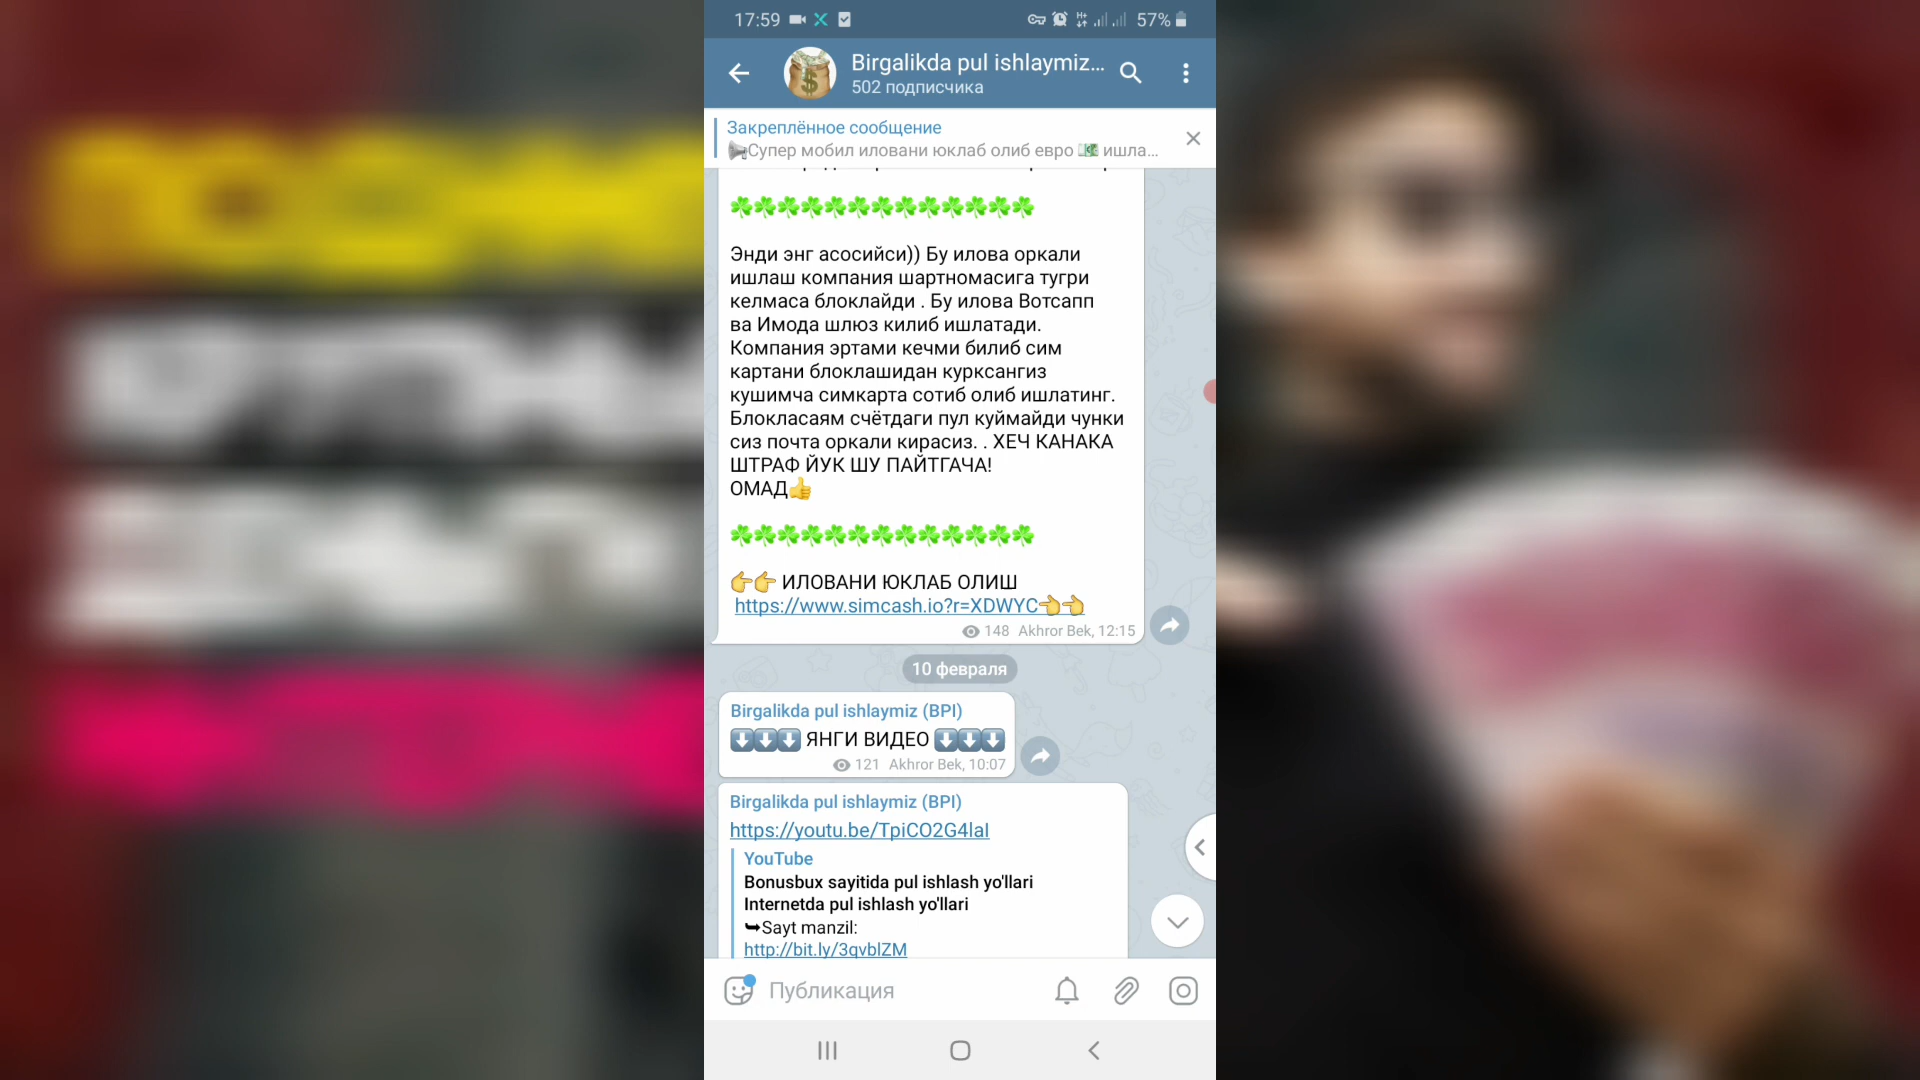 17:59
57%
Birgalikda pul ishlaymiz...
502 подписчика
Закреплённое сообщение
📢Супер мобил иловани юклаб олиб евро 💶 ишла...
☘☘☘☘☘☘☘☘☘☘☘☘☘
Энди энг асосийси)) Бу илова оркали
ишлаш компания шартномасига тугри
келмаса блоклайди . Бу илова Вотсапп
ва Имода шлюз килиб ишлатади.
Компания эртами кечми билиб сим
картани блоклашидан курксангиз
кушимча симкарта сотиб олиб ишлатинг.
Блокласаям счётдаги пул куймайди чунки
сиз почта оркали кирасиз. . ХЕЧ КАНАКА
ШТРАФ ЙУК ШУ ПАЙТГАЧА!
ОМАД👍
☘☘☘☘☘☘☘☘☘☘☘☘☘
👉👉 ИЛОВАНИ ЮКЛАБ ОЛИШ
https://www.simcash.io?r=XDWYC👈👈
148 Akhror Bek, 12:15
10 февраля
Birgalikda pul ishlaymiz (BPI)
⬇⬇⬇ ЯНГИ ВИДЕО ⬇⬇⬇
121 Akhror Bek, 10:07
Birgalikda pul ishlaymiz (BPI)
https://youtu.be/TpiCO2G4laI
YouTube
Bonusbux sayitida pul ishlash yo'llari
Internetda pul ishlash yo'llari
➥Sayt manzil:
http://bit.ly/3qvblZM
Публикация